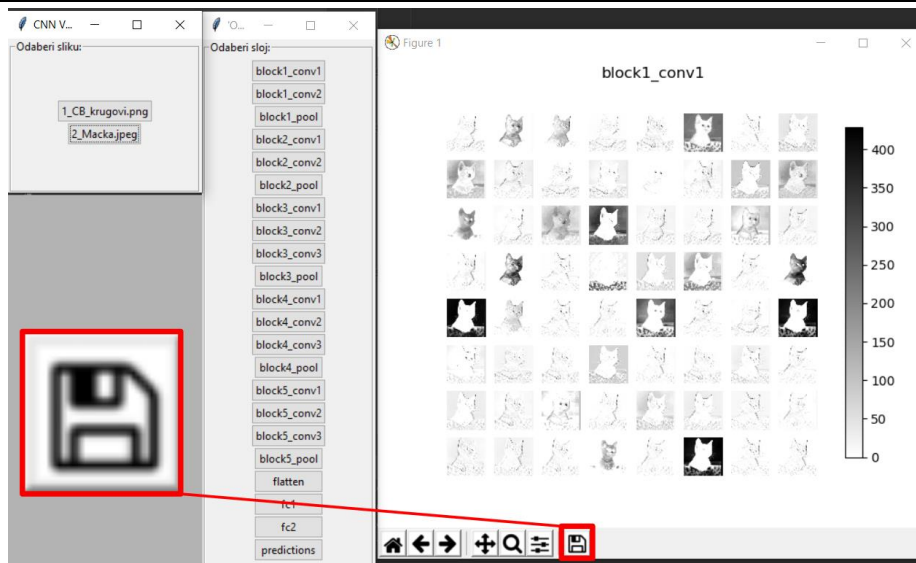 CNN V...
Odaberi sliku:
1_CB_krugovi.png
2_Macka.jpeg
'O...
Odaberi sloj:
block1_conv1
block1_conv2
block1_pool
block2_conv1
block2_conv2
block2_pool
block3_conv1
block3_conv2
block3_conv3
block3_pool
block4_conv1
block4_conv2
block4_conv3
block4_pool
block5_conv1
block5_conv2
block5_conv3
block5_pool
flatten
fc1
fc2
predictions
Figure 1
block1_conv1
400
350
300
250
200
150
100
50
0